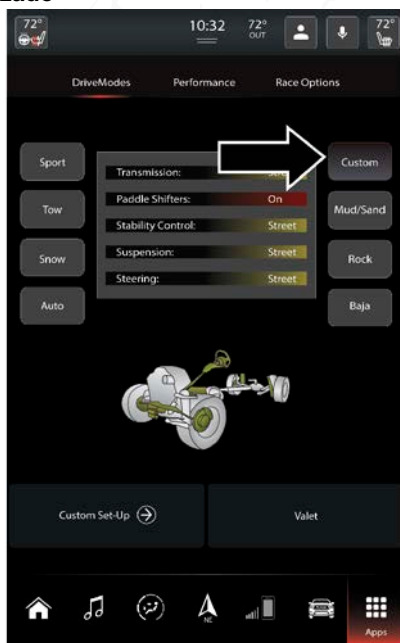 72°
10:32
72°
OUT
72°
DriveModes
Performance
Race Options
Sport
Tow
Snow
Auto
Transmission:
Paddle Shifters: On
Stability Control: Street
Suspension: Street
Steering: Street
Custom
Mud/Sand
Rock
Baja
Custom Set-Up
Valet
NE
Apps